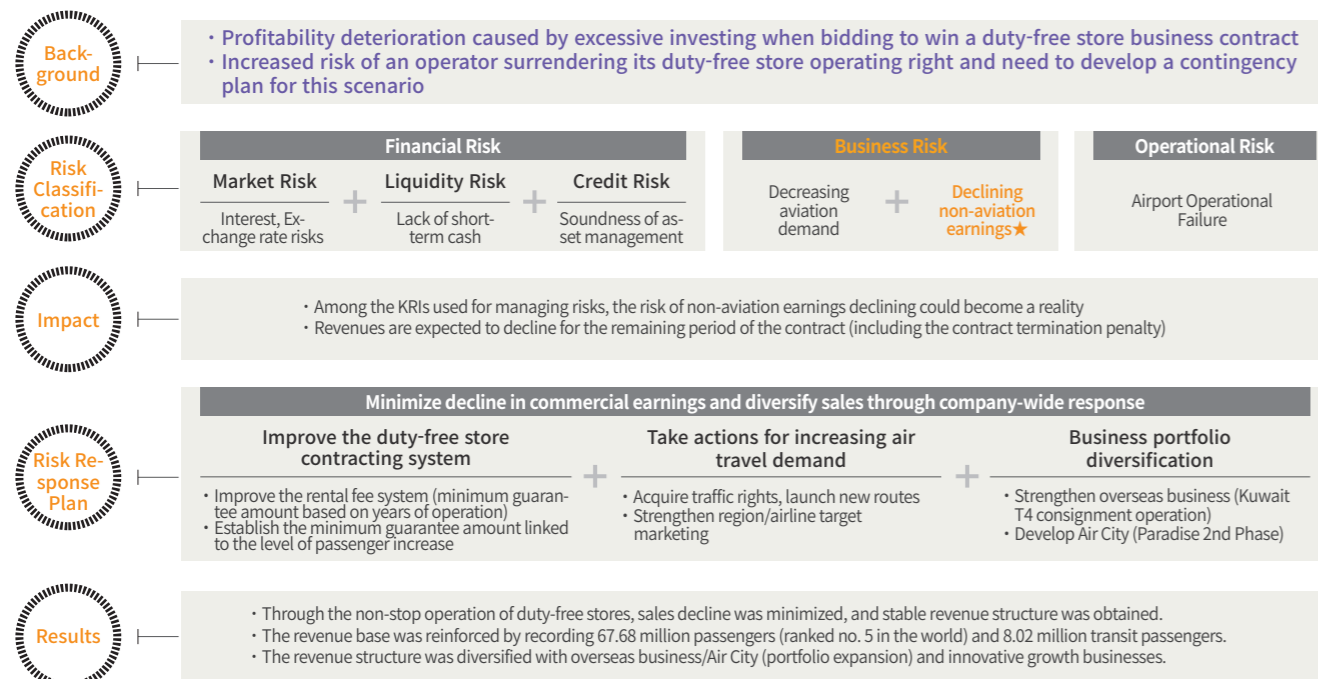 Back-
ground
· Profitability deterioration caused by excessive investing when bidding to win a duty-free store business contract
· Increased risk of an operator surrendering its duty-free store operating right and need to develop a contingency
plan for this scenario
Risk
Classifi-
cation
Financial Risk
Market Risk
Interest, Ex-
change rate risks
+
Liquidity Risk
Lack of short-
term cash
+
Credit Risk
Soundness of as-
set management
Business Risk
Decreasing
aviation
demand
+
Declining
non-aviation
earnings★
Operational Risk
Airport Operational
Failure
Impact
· Among the KRIs used for managing risks, the risk of non-aviation earnings declining could become a reality
· Revenues are expected to decline for the remaining period of the contract (including the contract termination penalty)
Risk Re-
sponse
Plan
Minimize decline in commercial earnings and diversify sales through company-wide response
Improve the duty-free store
contracting system
· Improve the rental fee system (minimum guaran-
tee amount based on years of operation)
· Establish the minimum guarantee amount linked
to the level of passenger increase
+
Take actions for increasing air
travel demand
· Acquire traffic rights, launch new routes
· Strengthen region/airline target
marketing
+
Business portfolio
diversification
· Strengthen overseas business (Kuwait
T4 consignment operation)
· Develop Air City (Paradise 2nd Phase)
Results
· Through the non-stop operation of duty-free stores, sales decline was minimized, and stable revenue structure was obtained.
· The revenue base was reinforced by recording 67.68 million passengers (ranked no. 5 in the world) and 8.02 million transit passengers.
· The revenue structure was diversified with overseas business/Air City (portfolio expansion) and innovative growth businesses.